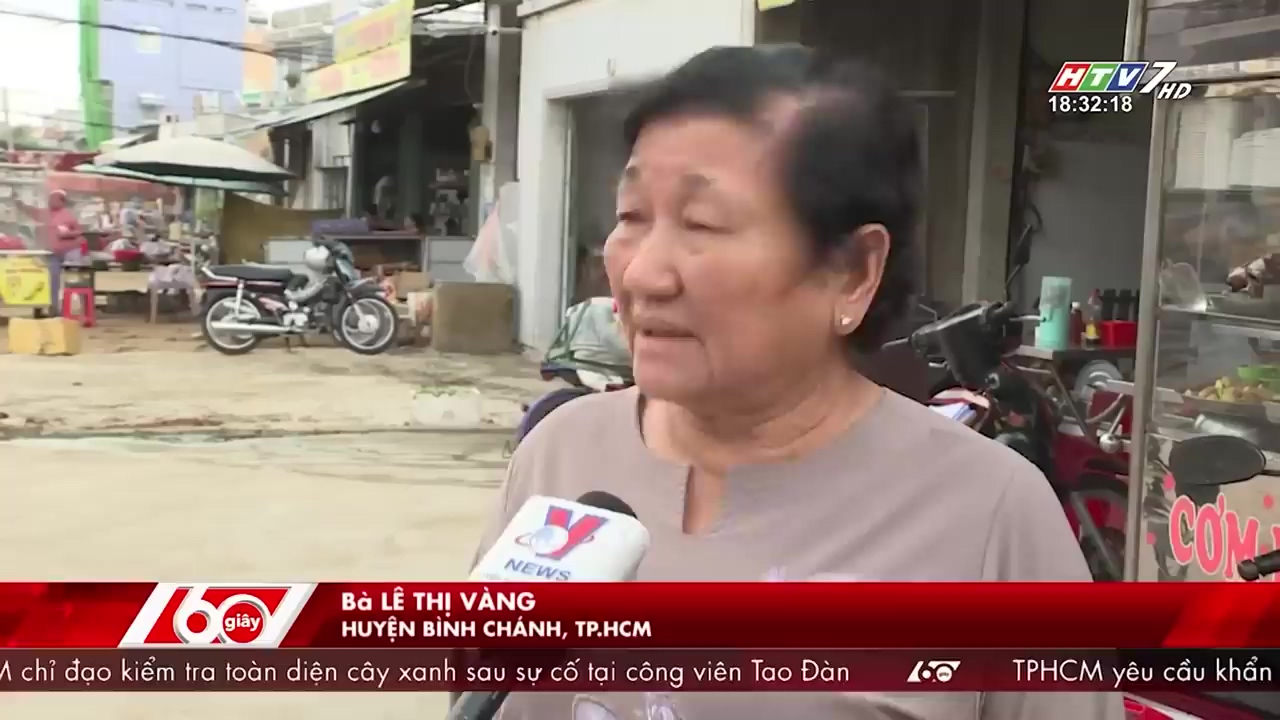 HTV7 HD
18:32:18
NEWS
CƠM
60 giây
Bà LÊ THỊ VÀNG
HUYỆN BÌNH CHÁNH, TP.HCM
M chỉ đạo kiểm tra toàn diện cây xanh sau sự cố tại công viên Tao Đàn 60 giây TPHCM yêu cầu khẩn